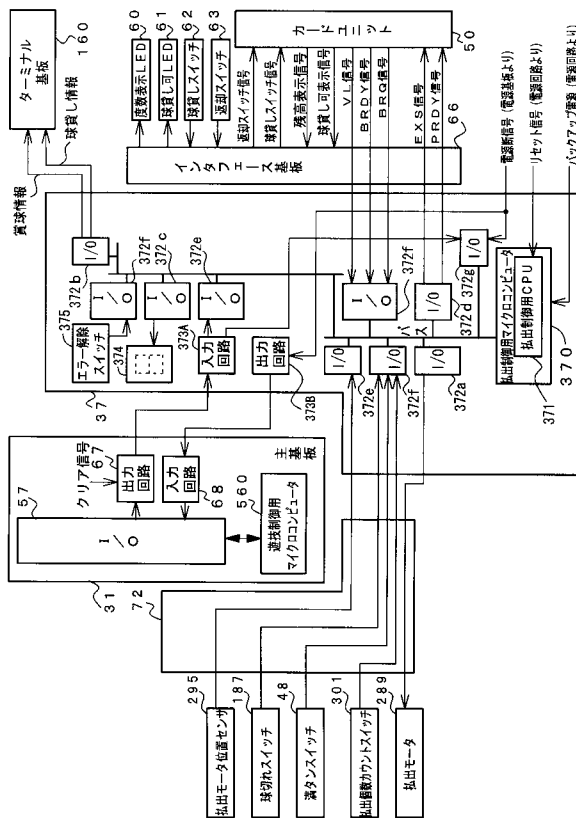 ターミナル
基板
160
賞球情報
球貸し情報
度数表示LED
60
球貸し可LED
61
球貸しスイッチ
62
返却スイッチ
63
インタフェース基板
66
返却スイッチ信号
球貸しスイッチ信号
残高表示信号
球貸し可表示信号
VL信号
BRDY信号
BRQ信号
EXS信号
PRDY信号
カードユニット
50
電源断信号(電源基板より)
リセット信号(電源回路より)
バックアップ電源(電源回路より)
I/O
372b
エラー解除
スイッチ
375
374
37
I/O
372f
I/O
372c
I/O
372e
入力
回路
373A
出力
回路
373B
I/O
372f
I/O
372d
I/O
372g
バス
I/O
372e
I/O
372f
I/O
372a
払出制御用マイクロコンピュータ
払出制御用CPU
371
370
主基板
31
クリア信号
57
I/O
出力
回路
67
入力
回路
68
遊技制御用
マイクロコンピュータ
560
72
払出モータ位置センサ
295
球切れスイッチ
187
満タンスイッチ
48
払出個数カウントスイッチ
301
払出モータ
289